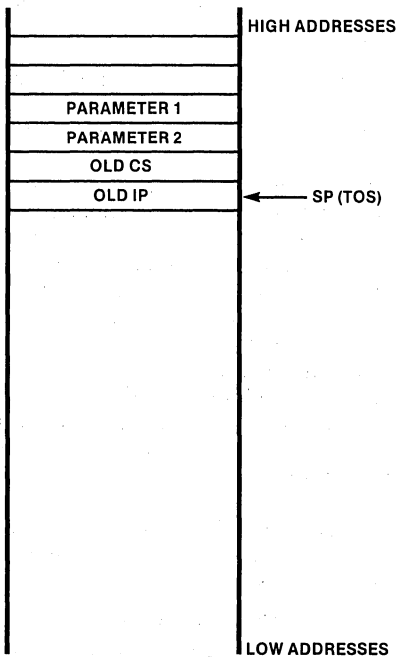 HIGH ADDRESSES
PARAMETER 1
PARAMETER 2
OLD CS
OLD IP
SP (TOS)
LOW ADDRESSES